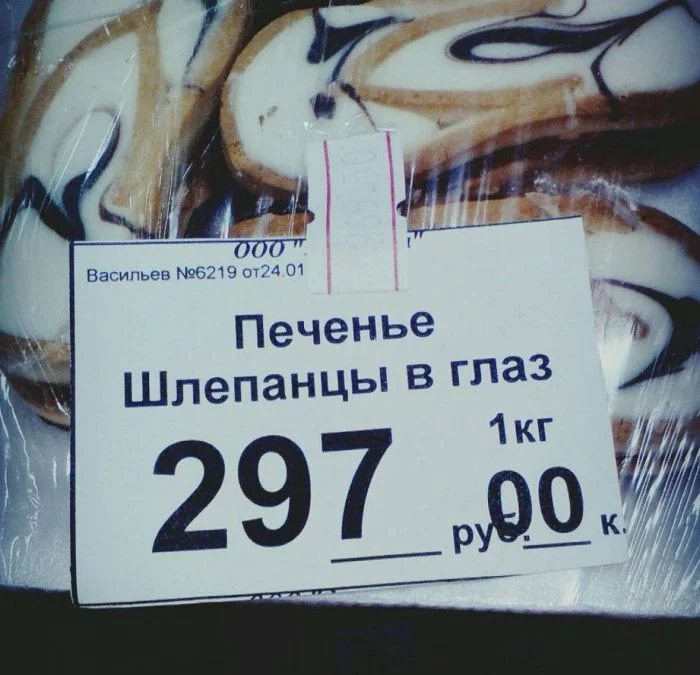 ООО "
Васильев №6219 от24.01
Печенье
Шлепанцы в глаз
1кг
297 руб. 00 к.